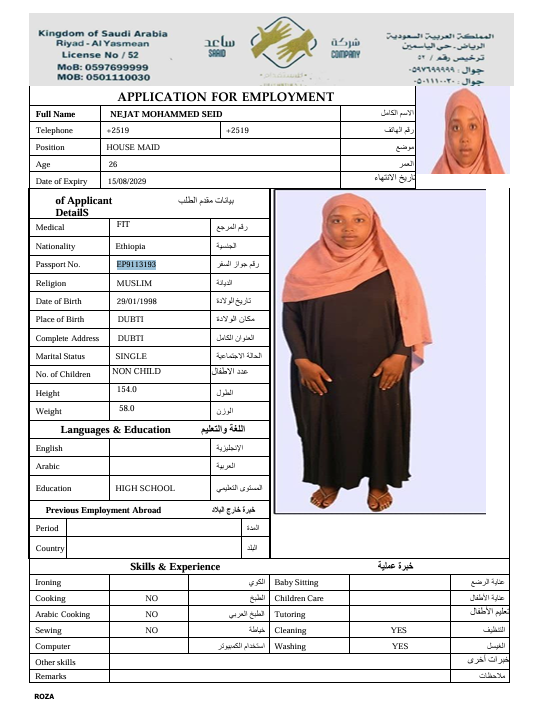 Kingdom of Saudi Arabia
Riyad - Al Yasmean
License No / 52
MoB: 0597699999
MOB: 0501110030
ساعد
SAAID
شركة
COMPANY
المملكة العربية السعودية
الرياض. حي الياسمين
ترخيص رقم / ٥٢
جوال: ٠٥٩٧٦٩٩٩٩٩
جوال: ٠٥٠١١١٠٠٣٠
APPLICATION FOR EMPLOYMENT
Full Name NEJAT MOHAMMED SEID الاسم الكامل
Telephone +2519 +2519 رقم الهاتف
Position HOUSE MAID موضع
Age 26 العمر
Date of Expiry 15/08/2029 تاريخ الانتهاء
of Applicant بيانات مقدم الطلب
DetailS
Medical FIT رقم المرجع
Nationality Ethiopia الجنسية
Passport No. EP9113193 رقم جواز السفر
Religion MUSLIM الديانة
Date of Birth 29/01/1998 تاريخ الولادة
Place of Birth DUBTI مكان الولادة
Complete Address DUBTI العنوان الكامل
Marital Status SINGLE الحالة الاجتماعية
No. of Children NON CHILD عدد الاطفال
Height 154.0 الطول
Weight 58.0 الوزن
Languages & Education اللغة والتعليم
English الإنجليزية
Arabic العربية
Education HIGH SCHOOL المستوى التعليمي
Previous Employment Abroad خبرة خارج البلاد
Period المدة
Country البلد
Skills & Experience خبرة عملية
Ironing الكوي Baby Sitting عناية الرضع
Cooking NO الطبخ Children Care عناية الأطفال
Arabic Cooking NO الطبخ العربي Tutoring تعليم الأطفال
Sewing NO خياطة Cleaning YES التنظيف
Computer استخدام الكمبيوتر Washing YES الغسيل
Other skills خبرات أخرى
Remarks ملاحظات
ROZA